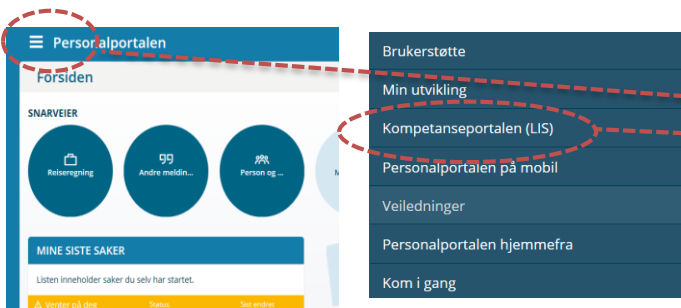 Personalportalen
Forsiden
SNARVEIER
Reiseregning
Andre meldin...
Person og ...
MINE SISTE SAKER
Listen inneholder saker du selv har startet.
Venter på deg
Status
Sist endret
Brukerstøtte
Min utvikling
Kompetanseportalen (LIS)
Personalportalen på mobil
Veiledninger
Personalportalen hjemmefra
Kom i gang